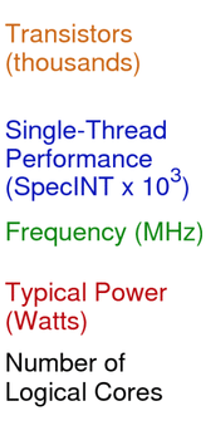 Transistors
(thousands)
Single-Thread
Performance
(SpecINT x 10³)
Frequency (MHz)
Typical Power
(Watts)
Number of
Logical Cores